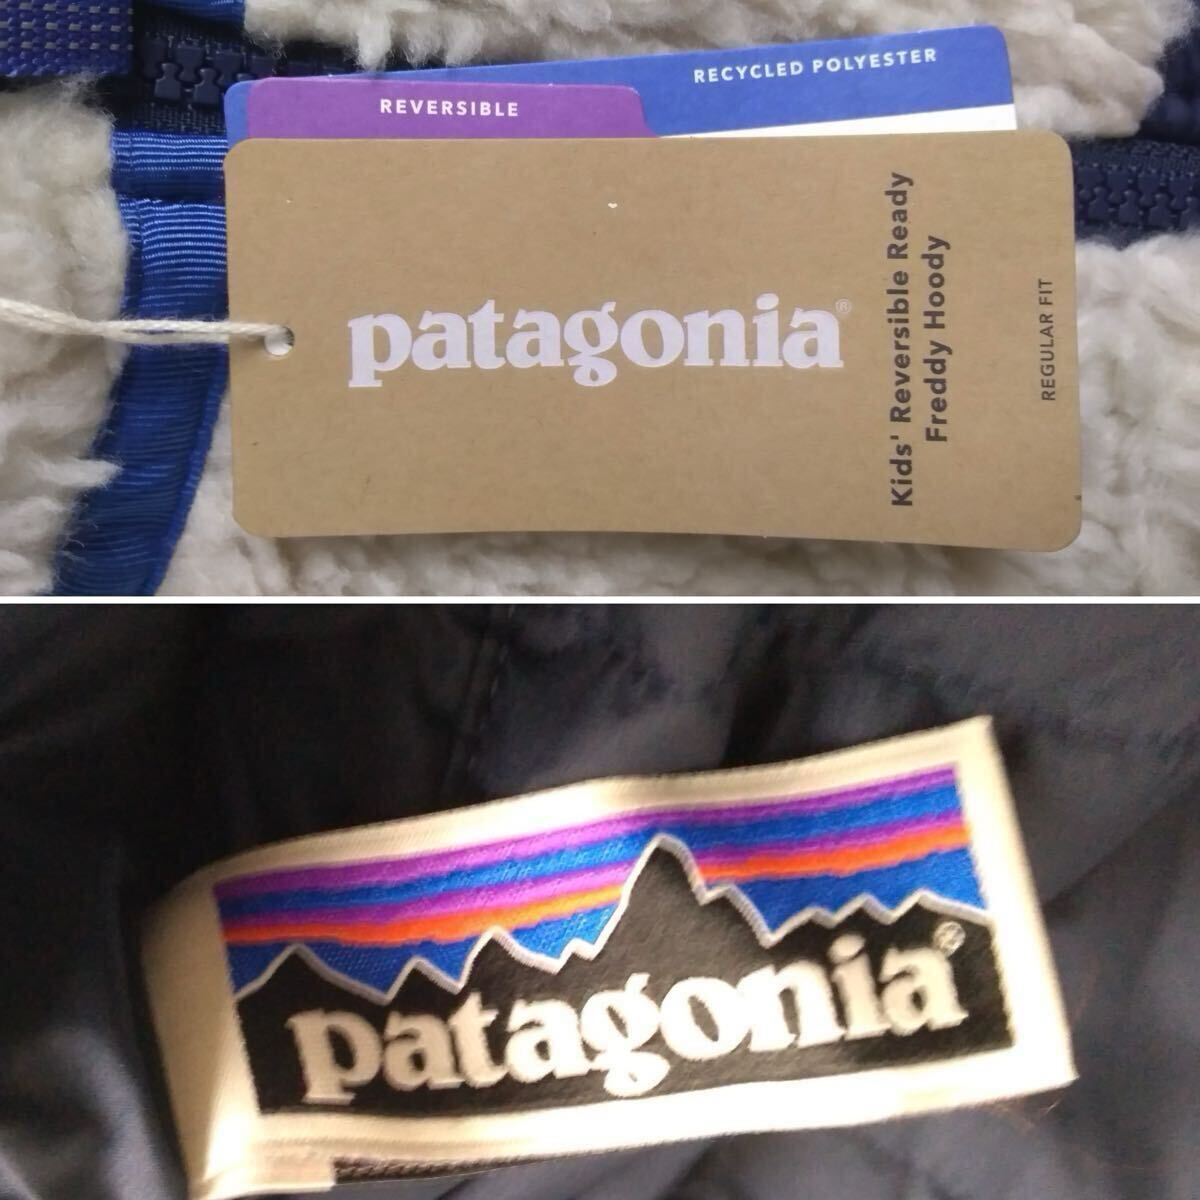 RECYCLED POLYESTER
REVERSIBLE
patagonia®
Kids' Reversible Ready
Freddy Hoody
REGULAR FIT
patagonia®